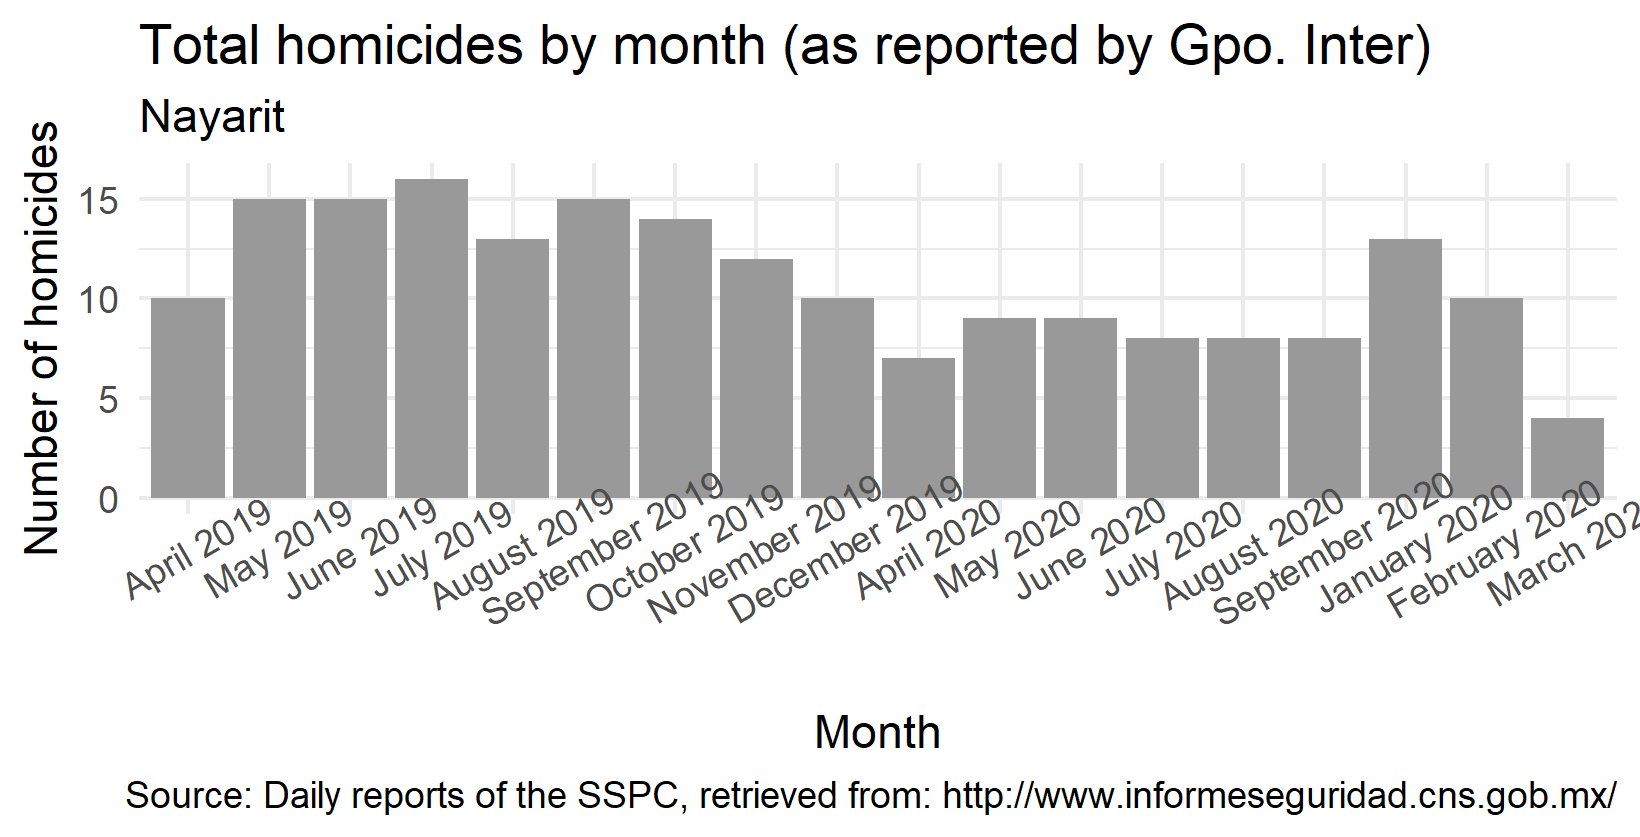 Total homicides by month (as reported by Gpo. Inter)
Nayarit
Number of homicides
15
10
5
0
April 2019
May 2019
June 2019
July 2019
August 2019
September 2019
October 2019
November 2019
December 2019
April 2020
May 2020
June 2020
July 2020
August 2020
September 2020
January 2020
February 2020
March 202
Month
Source: Daily reports of the SSPC, retrieved from: http://www.informeseguridad.cns.gob.mx/